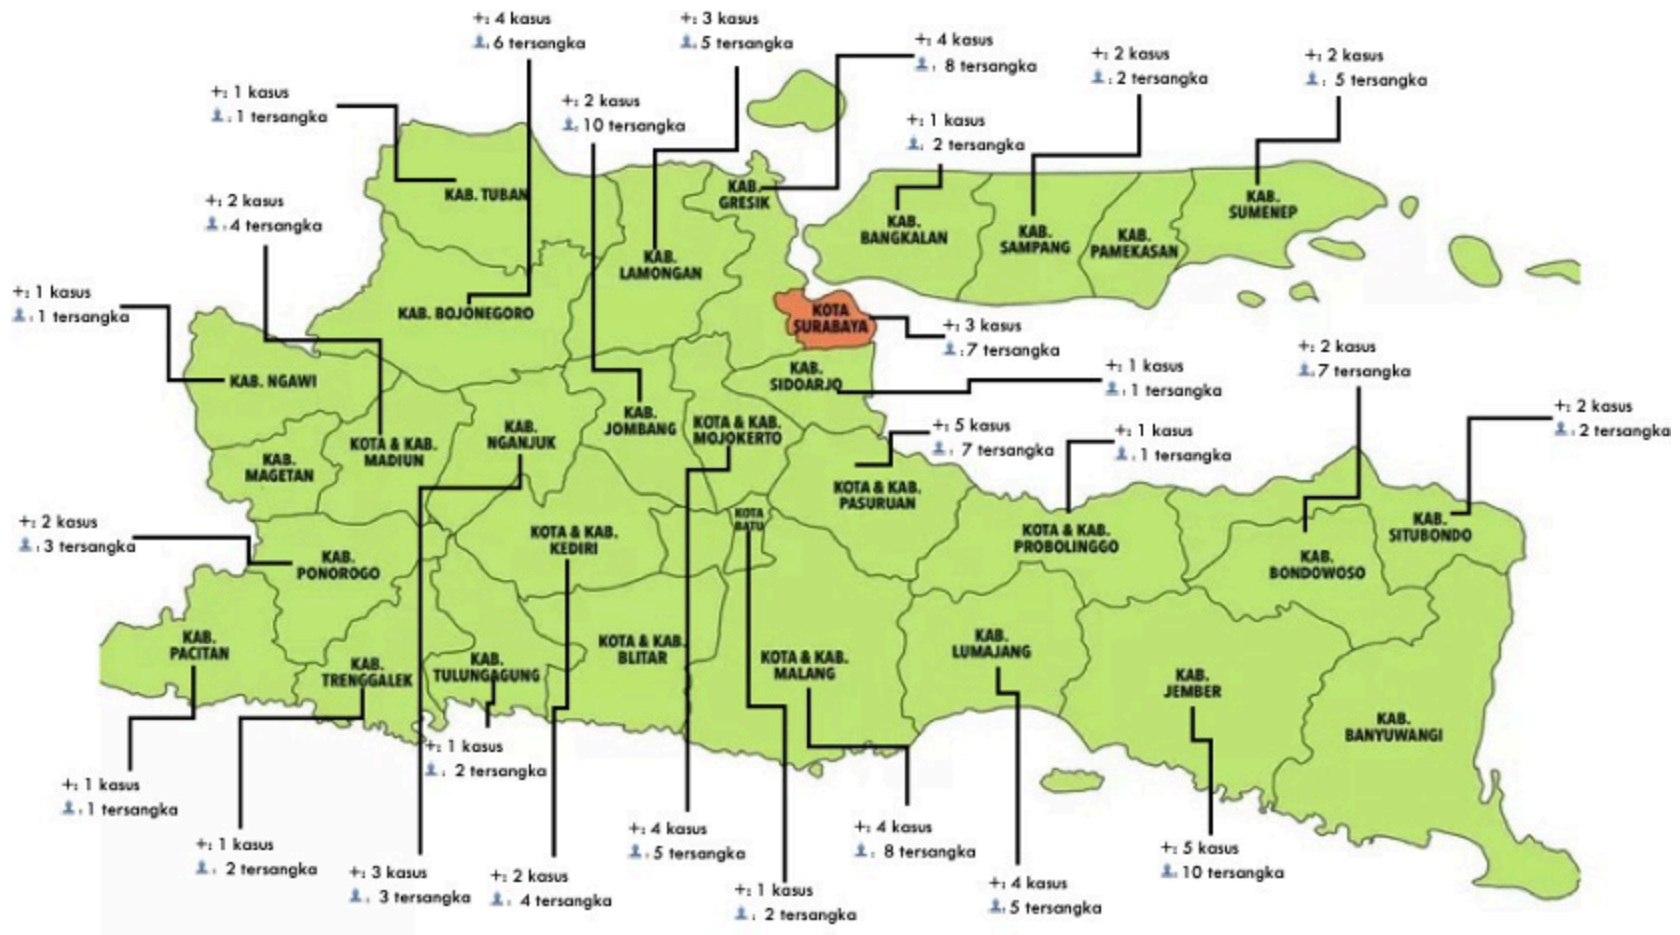 +: 4 kasus
: 6 tersangka
+: 3 kasus
: 5 tersangka
+: 4 kasus
: 8 tersangka
+: 2 kasus
: 2 tersangka
+: 2 kasus
: 5 tersangka
+: 1 kasus
: 1 tersangka
+: 2 kasus
: 10 tersangka
+: 1 kasus
: 2 tersangka
KAB. TUBAN
KAB.
GRESIK
+: 2 kasus
: 4 tersangka
KAB.
BANGKALAN
KAB.
SAMPANG
KAB.
PAMEKASAN
KAB.
SUMENEP
KAB.
LAMONGAN
+: 1 kasus
: 1 tersangka
KAB. BOJONEGORO
KOTA
SURABAYA
+: 3 kasus
: 7 tersangka
+: 2 kasus
: 7 tersangka
KAB. NGAWI
KAB.
SIDOARJO
+: 1 kasus
: 1 tersangka
+: 2 kasus
: 2 tersangka
KAB.
MAGETAN
KOTA & KAB.
MADIUN
KAB.
NGANJUK
KAB.
JOMBANG
KOTA & KAB.
MOJOKERTO
+: 5 kasus
: 7 tersangka
+: 1 kasus
: 1 tersangka
KOTA & KAB.
PASURUAN
+: 2 kasus
: 3 tersangka
KAB.
PONOROGO
KOTA & KAB.
KEDIRI
KOTA
BATU
KOTA & KAB.
PROBOLINGGO
KAB.
BONDOWOSO
KAB.
SITUBONDO
KAB.
PACITAN
KAB.
TRENGGALEK
KAB.
TULUNGAGUNG
KOTA & KAB.
BLITAR
KOTA & KAB.
MALANG
KAB.
LUMAJANG
KAB.
JEMBER
KAB.
BANYUWANGI
+: 1 kasus
: 2 tersangka
+: 1 kasus
: 1 tersangka
+: 1 kasus
: 2 tersangka
+: 3 kasus
: 3 tersangka
+: 2 kasus
: 4 tersangka
+: 4 kasus
: 5 tersangka
+: 1 kasus
: 2 tersangka
+: 4 kasus
: 8 tersangka
+: 4 kasus
: 5 tersangka
+: 5 kasus
: 10 tersangka